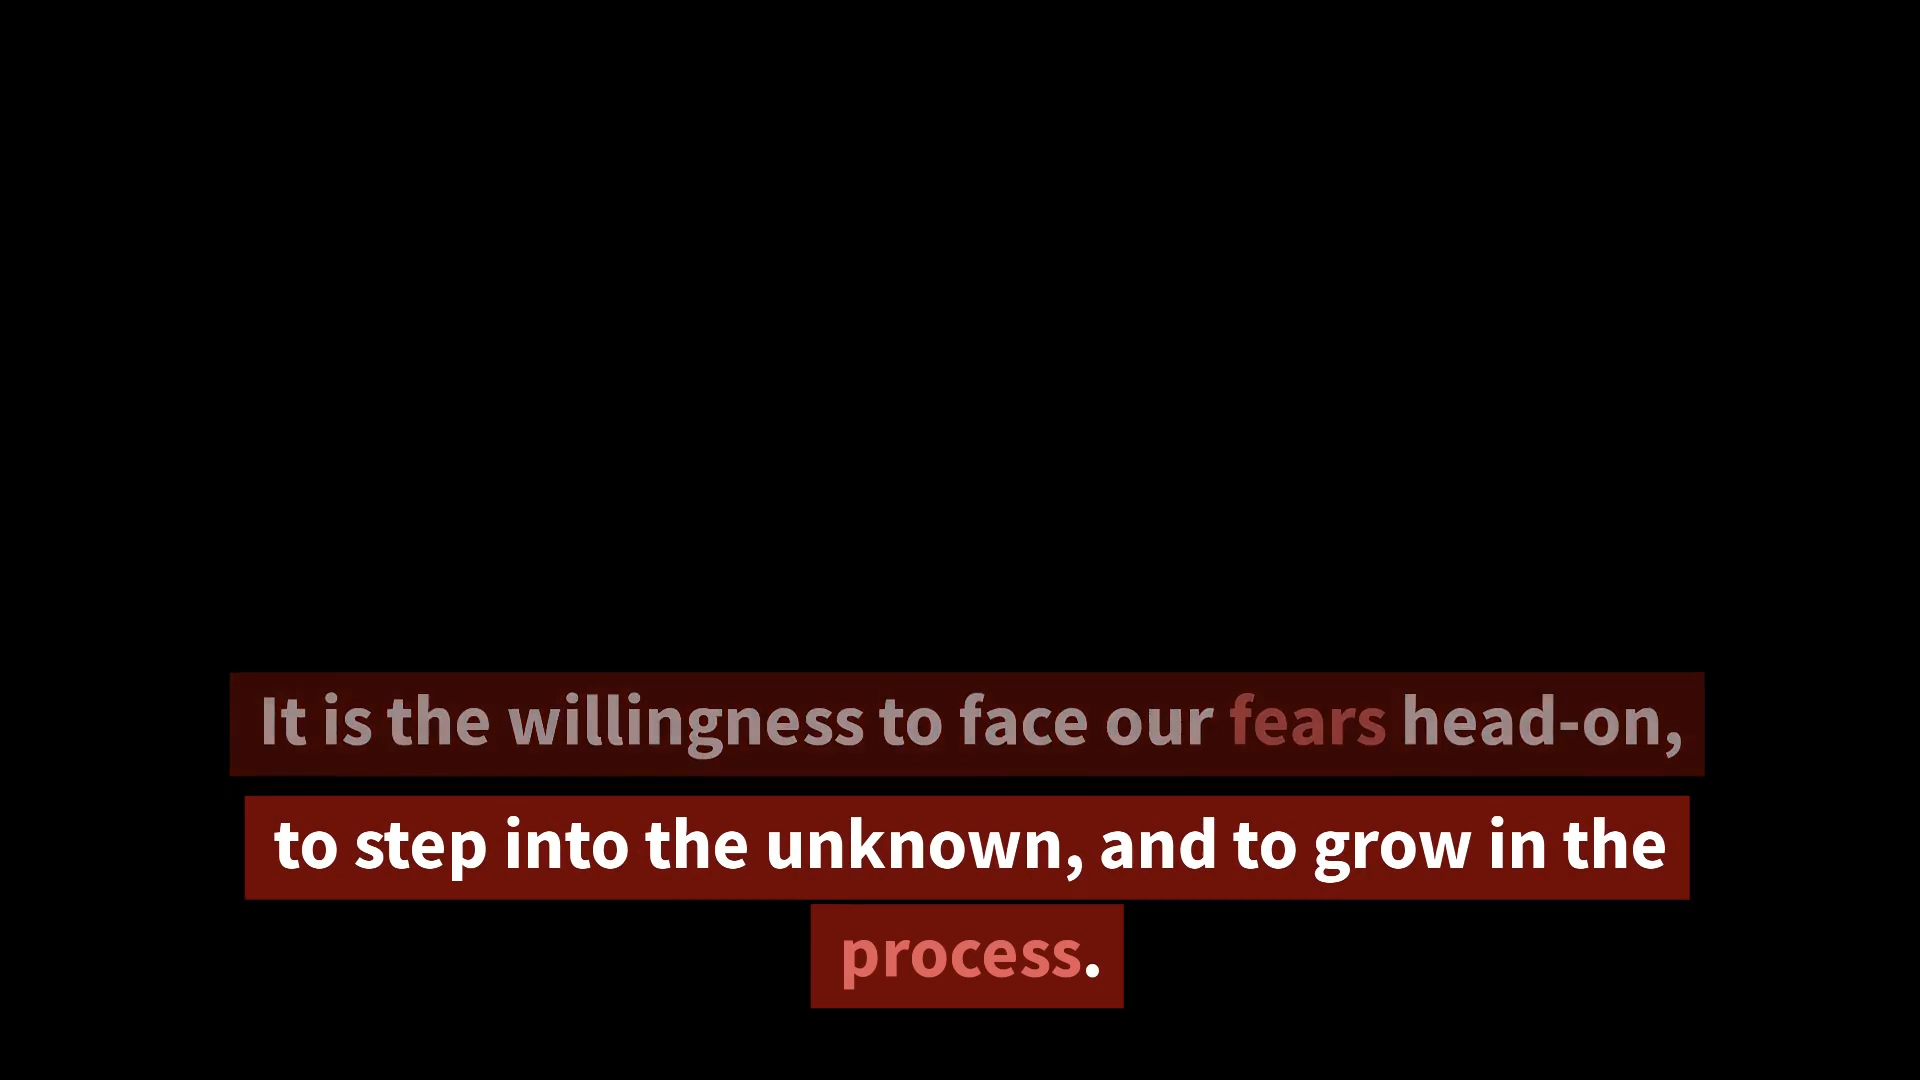 It is the willingness to face our fears head-on,
to step into the unknown, and to grow in the
process.